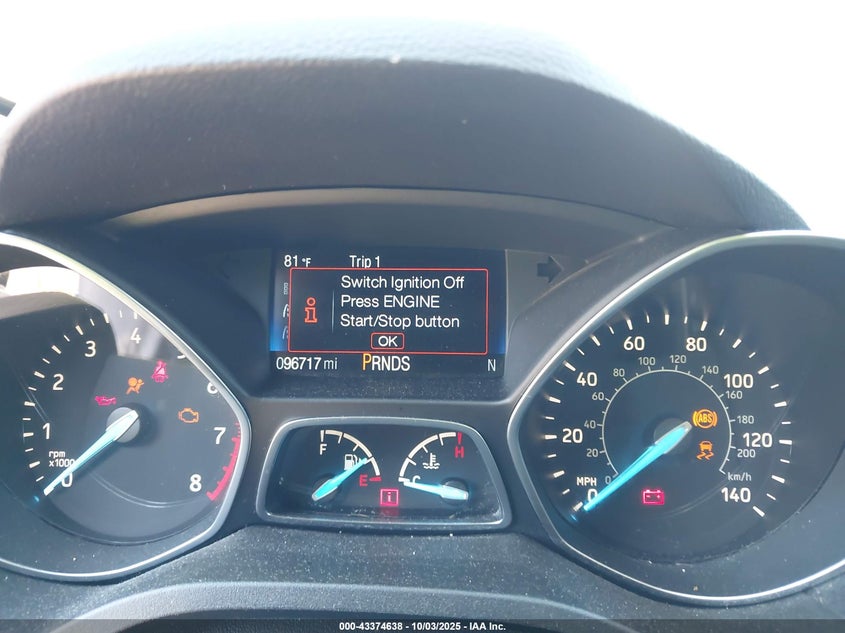 81 °F Trip 1
Switch Ignition Off
Press ENGINE
Start/Stop button
OK
096717 mi PRNDS N
0 1 2 3 4 5 6 7 8
rpm
x1000
F E
C H
0 20 40 60 80 100 120 140
MPH
0 20 40 60 80 100 120 140 160 180 200
km/h
ABS
000-43374638 - 10/03/2025 - IAA Inc.